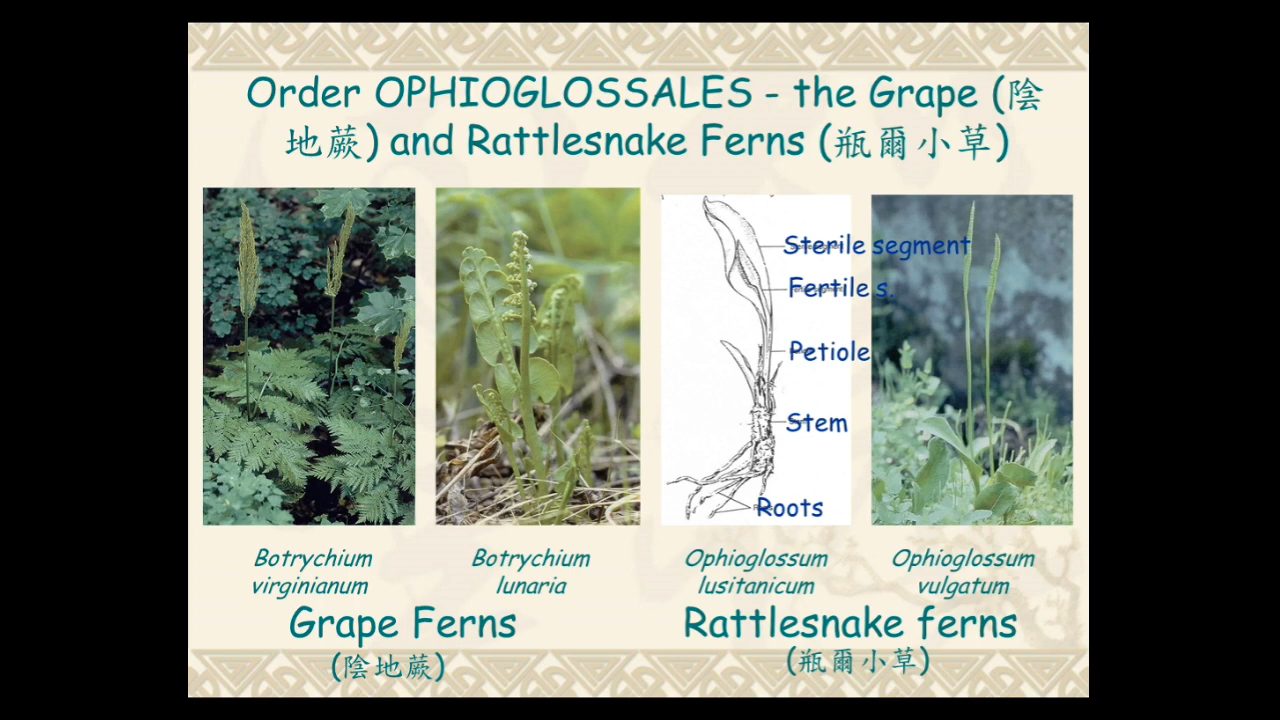 Order OPHIOGLOSSALES - the Grape (陰
地蕨) and Rattlesnake Ferns (瓶爾小草)
Sterile segment
Fertile s.
Petiole
Stem
Roots
Botrychium
virginianum
Botrychium
lunaria
Ophioglossum
lusitanicum
Ophioglossum
vulgatum
Grape Ferns
(陰地蕨)
Rattlesnake ferns
(瓶爾小草)